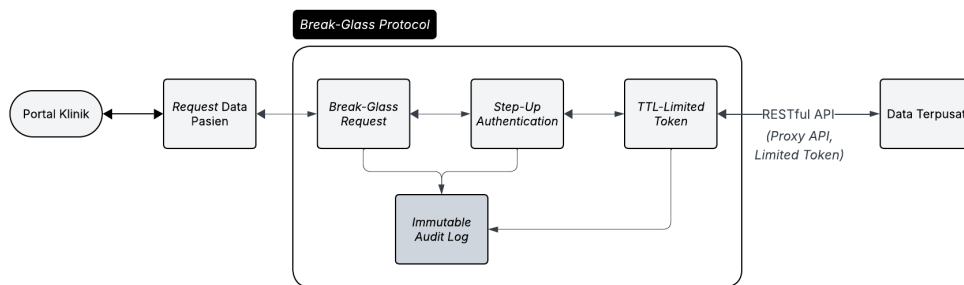 Break-Glass Protocol
Portal Klinik
Request Data
Pasien
Break-Glass
Request
Step-Up
Authentication
TTL-Limited
Token
RESTful API
(Proxy API,
Limited Token)
Data Terpusat
Immutable
Audit Log